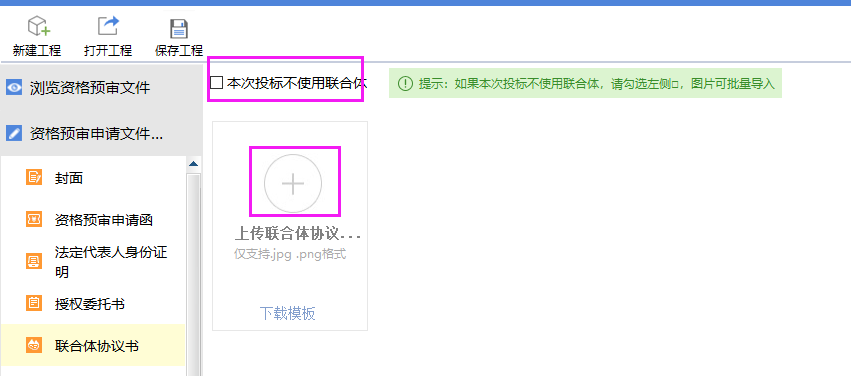 新建工程
打开工程
保存工程
浏览资格预审文件
本次投标不使用联合体
提示：如果本次投标不使用联合体，请勾选左侧□，图片可批量导入
资格预审申请文件...
封面
资格预审申请函
法定代表人身份证
明
授权委托书
联合体协议书
上传联合体协议...
仅支持.jpg .png格式
下载模板